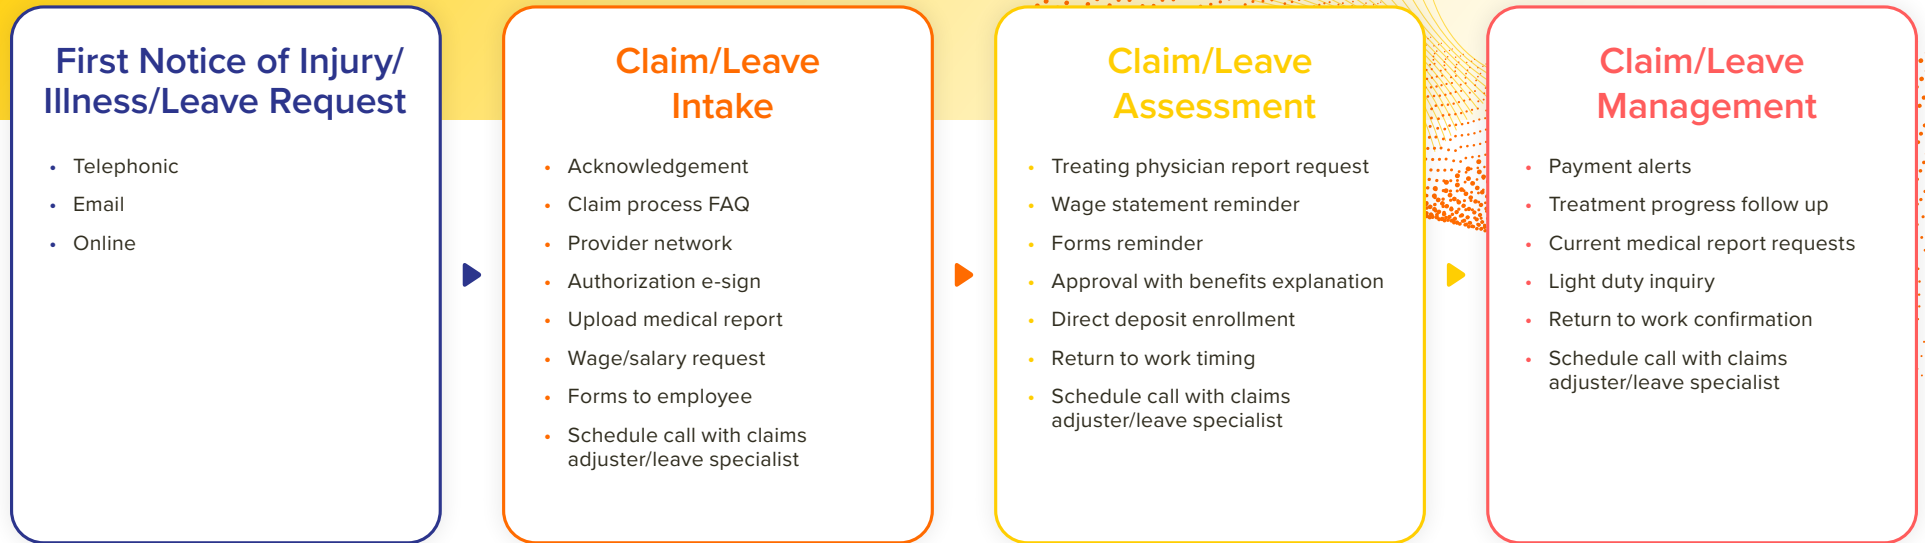 First Notice of Injury/
Illness/Leave Request
• Telephonic
• Email
• Online
Claim/Leave
Intake
• Acknowledgement
• Claim process FAQ
• Provider network
• Authorization e-sign
• Upload medical report
• Wage/salary request
• Forms to employee
• Schedule call with claims
adjuster/leave specialist
Claim/Leave
Assessment
• Treating physician report request
• Wage statement reminder
• Forms reminder
• Approval with benefits explanation
• Direct deposit enrollment
• Return to work timing
• Schedule call with claims
adjuster/leave specialist
Claim/Leave
Management
• Payment alerts
• Treatment progress follow up
• Current medical report requests
• Light duty inquiry
• Return to work confirmation
• Schedule call with claims
adjuster/leave specialist